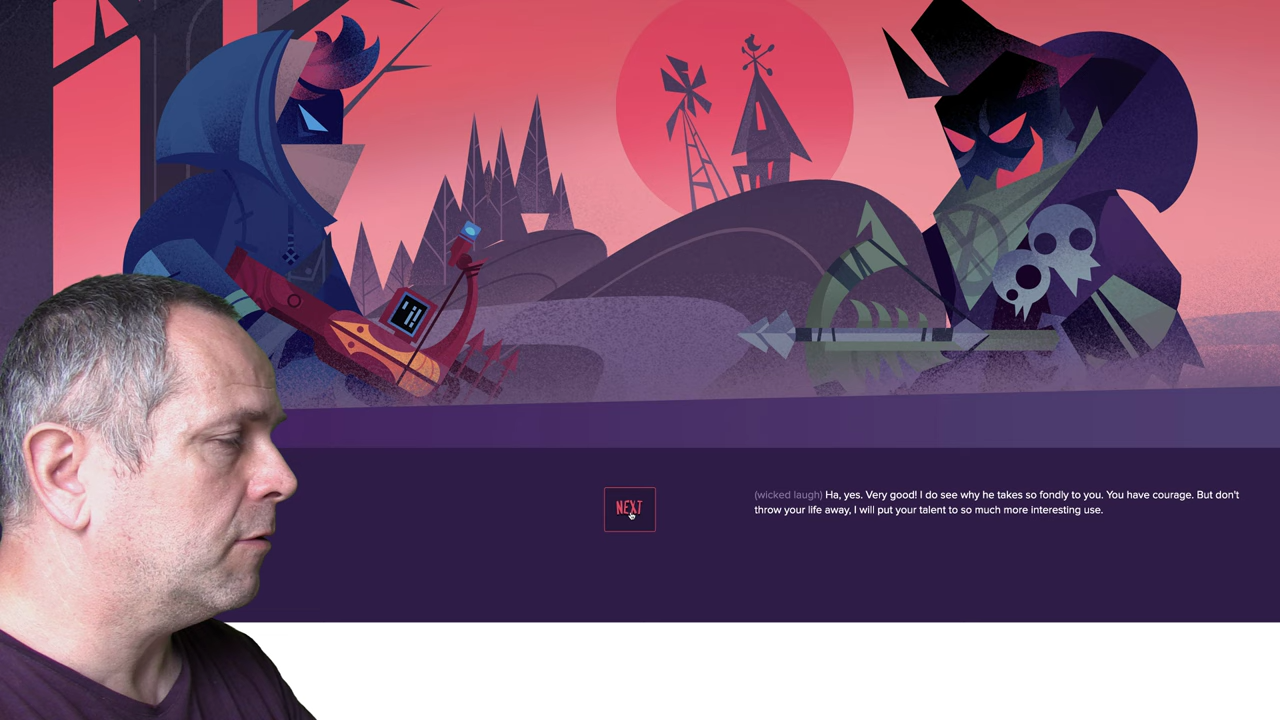 NEXT
(wicked laugh) Ha, yes. Very good! I do see why he takes so fondly to you. You have courage. But don't
throw your life away, I will put your talent to so much more interesting use.